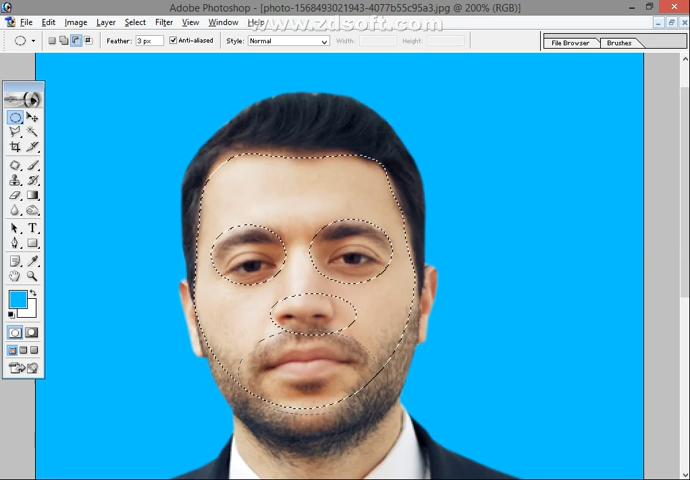 Adobe Photoshop - [photo-1568493021943-4077b55c95a3.jpg @ 200% (RGB)]
www.zdsoft.com
File Edit Image Layer Select Filter View Window Help
Feather: 3 px Anti-aliased Style: Normal Width: Height: File Browser Brushes